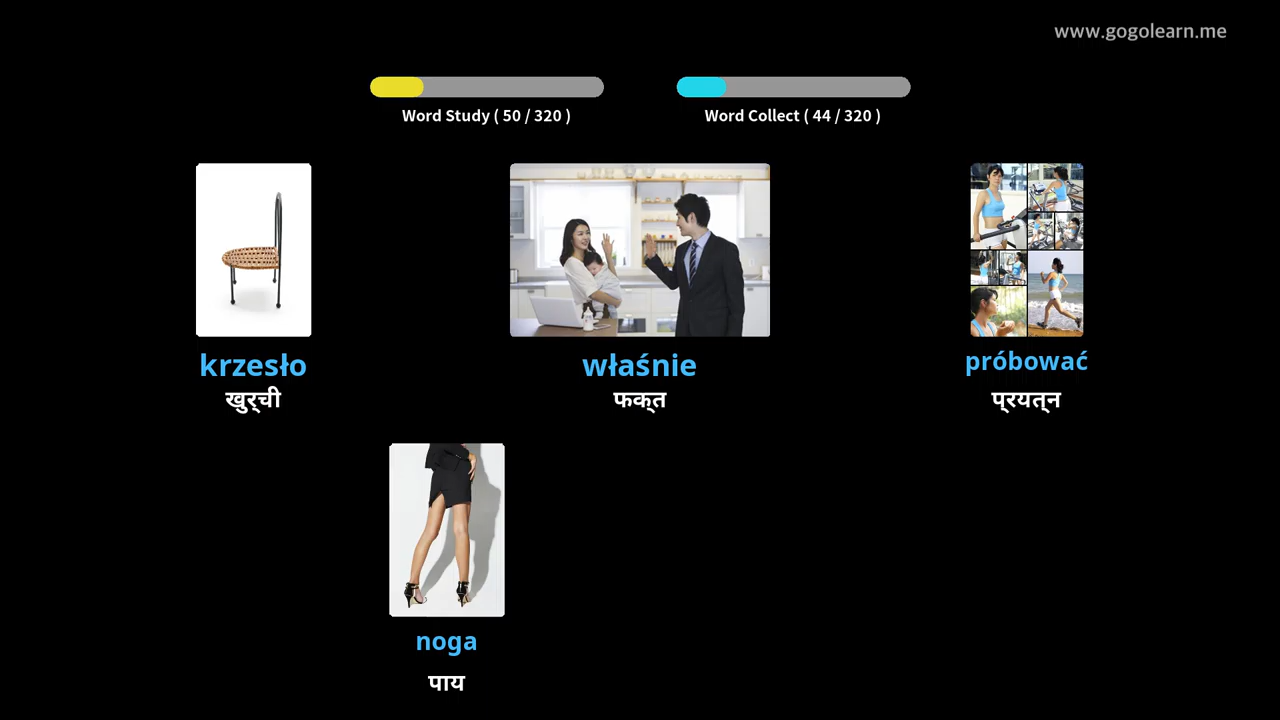 www.gogolearn.me
Word Study ( 50 / 320 )
Word Collect ( 44 / 320 )
krzesło
właśnie
próbować
खुर्ची
फक्त
प्रयत्न
noga
पाय